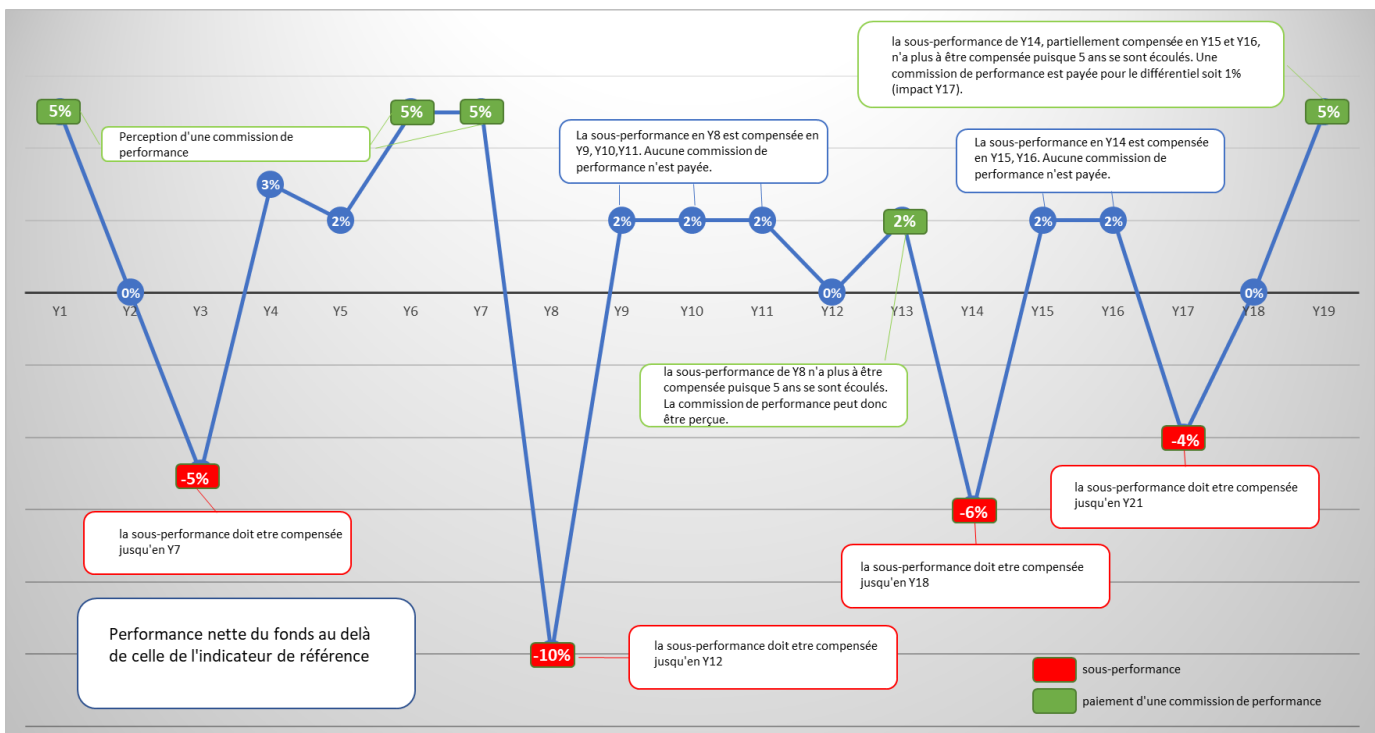 la sous-performance de Y14, partiellement compensée en Y15 et Y16,
n'a plus à être compensée puisque 5 ans se sont écoulés. Une
commission de performance est payée pour le différentiel soit 1%
(impact Y17).
5%
5%
5%
5%
Perception d'une commission de
performance
La sous-performance en Y8 est compensée en
Y9, Y10,Y11. Aucune commission de
performance n'est payée.
La sous-performance en Y14 est compensée
en Y15, Y16. Aucune commission de
performance n'est payée.
3%
2%
2%
2%
2%
2%
2%
2%
0%
0%
0%
Y1
Y2
Y3
Y4
Y5
Y6
Y7
Y8
Y9
Y10
Y11
Y12
Y13
Y14
Y15
Y16
Y17
Y18
Y19
la sous-performance de Y8 n'a plus à être
compensée puisque 5 ans se sont écoulés.
La commission de performance peut donc
être perçue.
-4%
-5%
la sous-performance doit etre compensée
jusqu'en Y21
-6%
la sous-performance doit etre compensée
jusqu'en Y7
la sous-performance doit etre compensée
jusqu'en Y18
Performance nette du fonds au delà
de celle de l'indicateur de référence
-10%
la sous-performance doit etre compensée
jusqu'en Y12
sous-performance
paiement d'une commission de performance